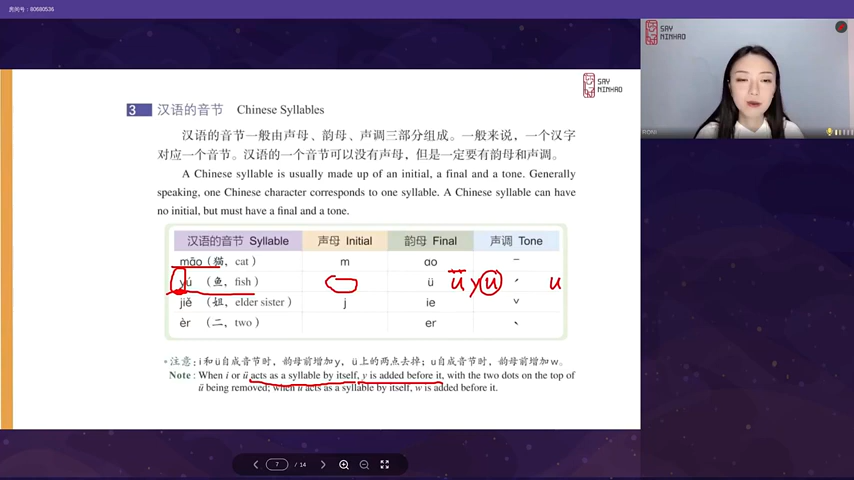 房间号：80680536
SAY
NINHAO
SAY
NINHAO
3 汉语的音节 Chinese Syllables
汉语的音节一般由声母、韵母、声调三部分组成。一般来说，一个汉字
对应一个音节。汉语的一个音节可以没有声母，但是一定要有韵母和声调。
A Chinese syllable is usually made up of an initial, a final and a tone. Generally
speaking, one Chinese character corresponds to one syllable. A Chinese syllable can have
no initial, but must have a final and a tone.
汉语的音节 Syllable 声母 Initial 韵母 Final 声调 Tone
māo（猫，cat） m ao ˉ
yú（鱼，fish） ü ü yu ˊ u
jiě（姐，elder sister） j ie ˇ
èr（二，two） er ˋ
注意：i和ü自成音节时，韵母前增加y，ü上的两点去掉；u自成音节时，韵母前增加w。
Note : When i or ü acts as a syllable by itself, y is added before it, with the two dots on the top of
ü being removed; when u acts as a syllable by itself, w is added before it.
7 / 14